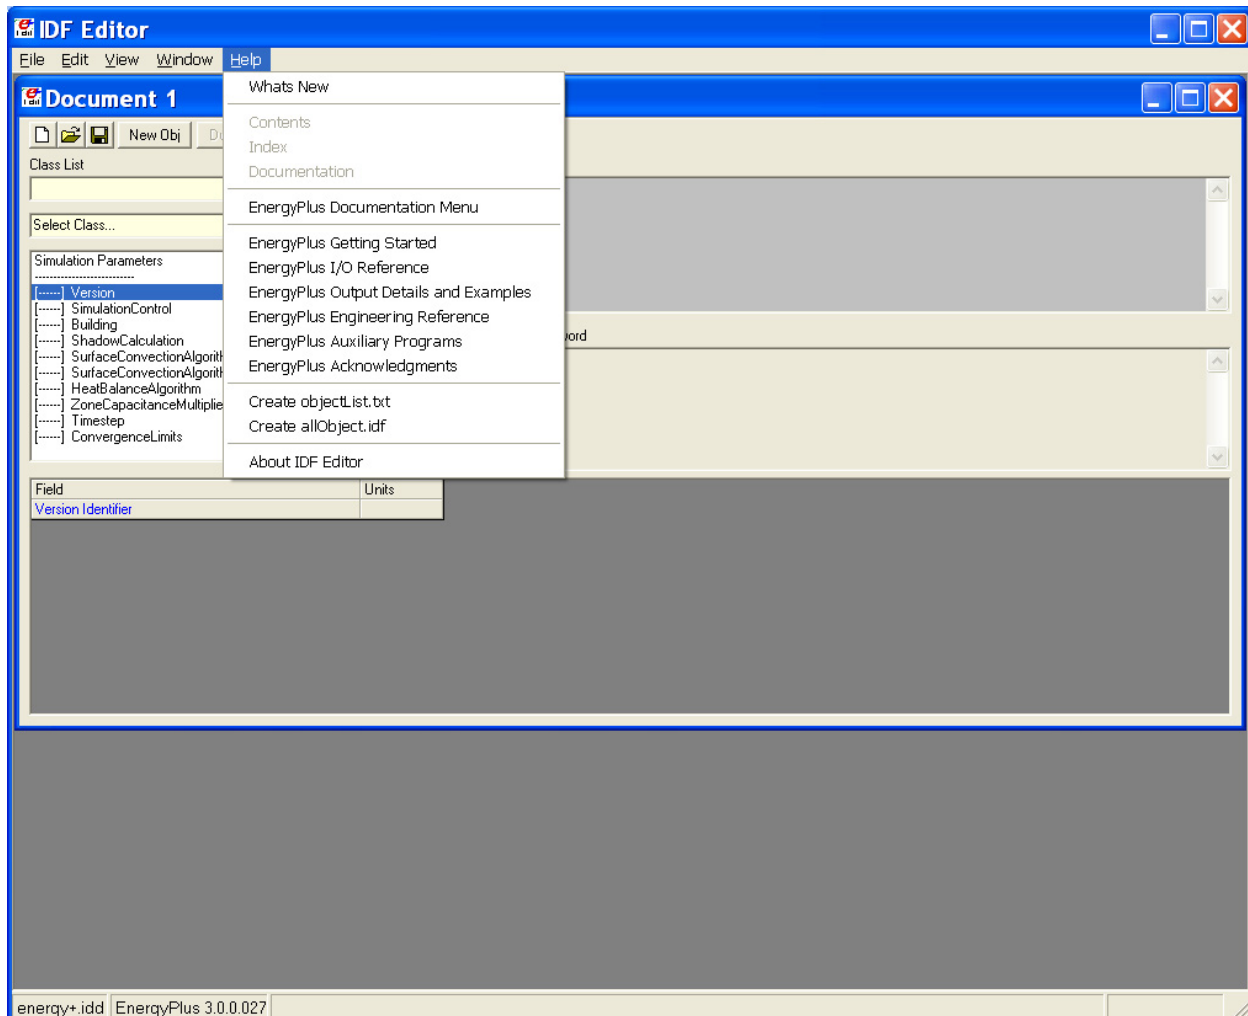 IDF Editor
File Edit View Window Help
Document 1
New Obj
Class List
Select Class...
Simulation Parameters
-------------------------
[------] Version
[------] SimulationControl
[------] Building
[------] ShadowCalculation
[------] SurfaceConvectionAlgorith
[------] SurfaceConvectionAlgorith
[------] HeatBalanceAlgorithm
[------] ZoneCapacitanceMultiplie
[------] Timestep
[------] ConvergenceLimits
Whats New
Contents
Index
Documentation
EnergyPlus Documentation Menu
EnergyPlus Getting Started
EnergyPlus I/O Reference
EnergyPlus Output Details and Examples
EnergyPlus Engineering Reference
EnergyPlus Auxiliary Programs
EnergyPlus Acknowledgments
Create objectList.txt
Create allObject.idf
About IDF Editor
Field Units
Version Identifier
energy+.idd EnergyPlus 3.0.0.027